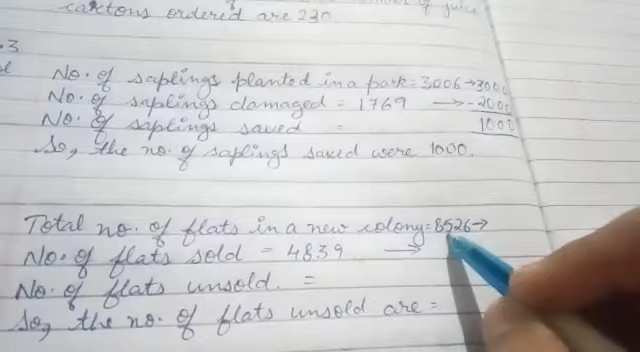 cartons ordered are 230
of juice
.3
No. of saplings planted in a park = 3006 → 3000
No. of saplings damaged = 1769 → - 2000
No. of saplings saved = 1000
So, the no. of saplings saved were 1000.
Total no. of flats in a new colony = 8526 →
No. of flats sold = 4839 →
No. of flats unsold. =
So, the no. of flats unsold are =